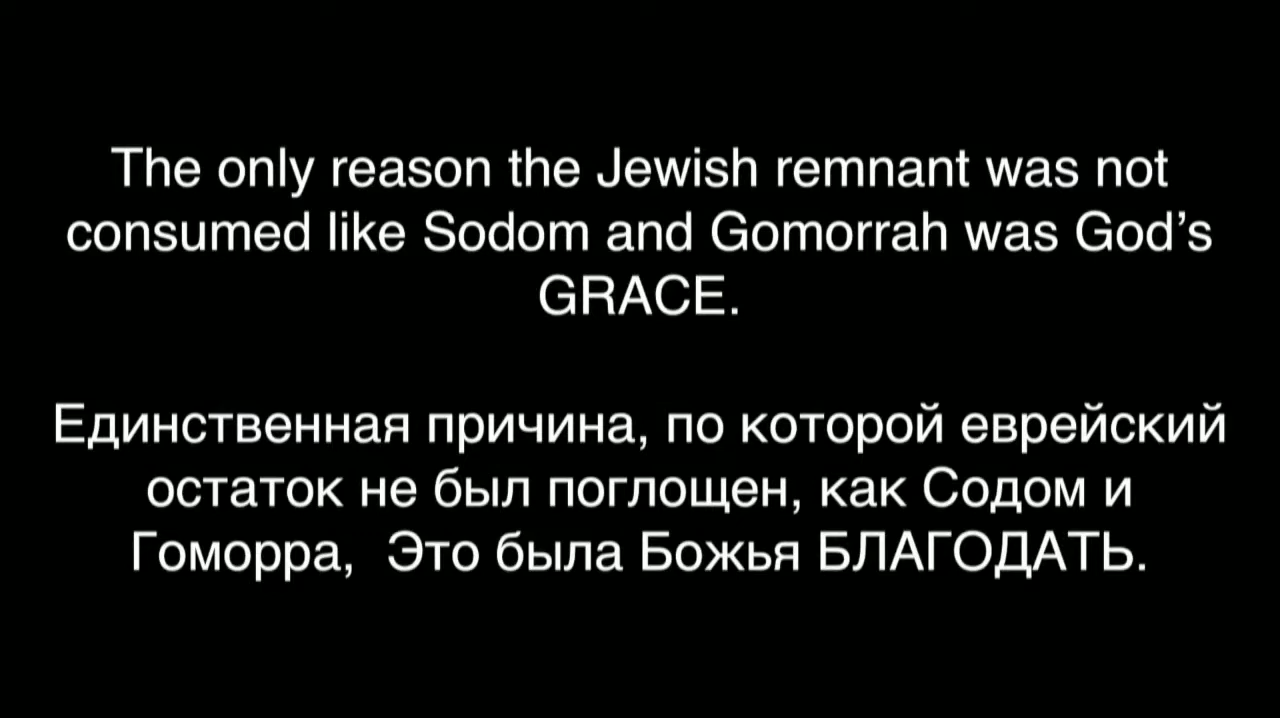 The only reason the Jewish remnant was not
consumed like Sodom and Gomorrah was God’s
GRACE.
Единственная причина, по которой еврейский
остаток не был поглощен, как Содом и
Гоморра,  Это была Божья БЛАГОДАТЬ.